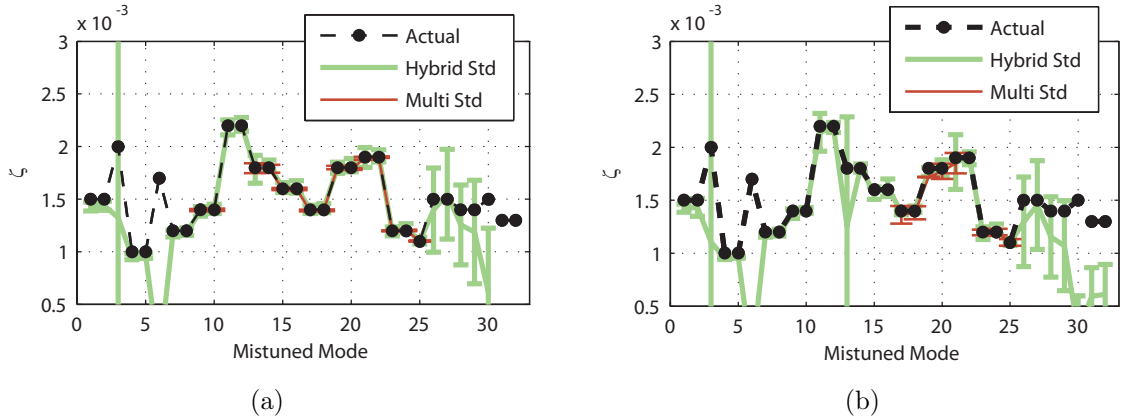 x 10 -3
3
2.5
2
1.5
1
0.5
ζ
0 5 10 15 20 25 30
Mistuned Mode
Actual
Hybrid Std
Multi Std
(a)
x 10 -3
3
2.5
2
1.5
1
0.5
ζ
0 5 10 15 20 25 30
Mistuned Mode
Actual
Hybrid Std
Multi Std
(b)